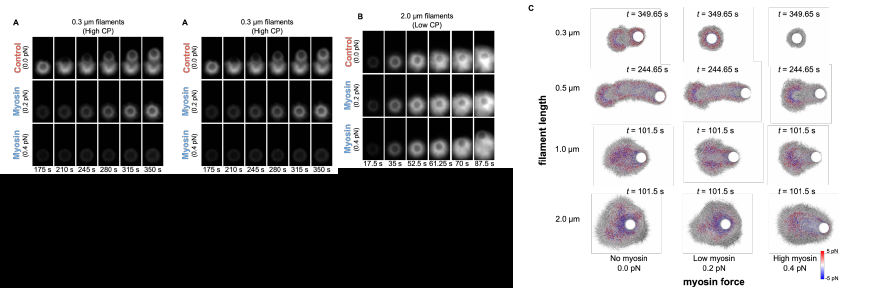 A
0.3 µm filaments
(High CP)
Control
(0.0 pN)
Myosin
(0.2 pN)
Myosin
(0.4 pN)
175 s 210 s 245 s 280 s 315 s 350 s
A
0.3 µm filaments
(High CP)
Control
(0.0 pN)
Myosin
(0.2 pN)
Myosin
(0.4 pN)
175 s 210 s 245 s 280 s 315 s 350 s
B
2.0 µm filaments
(Low CP)
Control
(0.0 pN)
Myosin
(0.2 pN)
Myosin
(0.4 pN)
17.5 s 35 s 52.5 s 61.25 s 70 s 87.5 s
C
filament length
t = 349.65 s t = 349.65 s t = 349.65 s
0.3 µm
t = 244.65 s t = 244.65 s t = 244.65 s
0.5 µm
t = 101.5 s t = 101.5 s t = 101.5 s
1.0 µm
t = 101.5 s t = 101.5 s t = 101.5 s
2.0 µm
5 pN
-5 pN
No myosin Low myosin High myosin
0.0 pN 0.2 pN 0.4 pN
myosin force